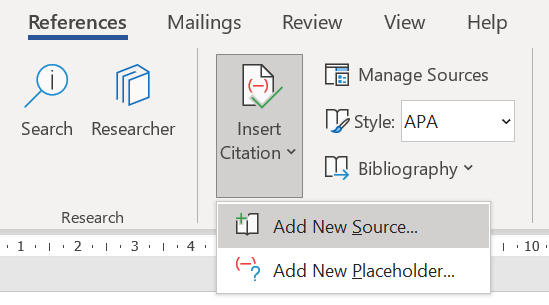 References Mailings Review View Help
Search
Researcher
Research
Insert
Citation
Manage Sources
Style: APA
Bibliography
Add New Source...
Add New Placeholder...
1 2 3 4 10